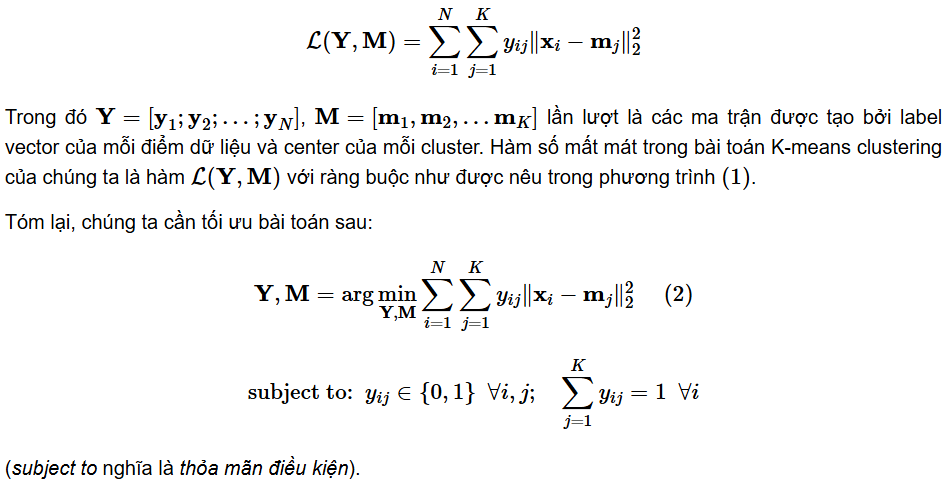 $\mathcal{L}(\mathbf{Y}, \mathbf{M}) = \sum_{i=1}^{N} \sum_{j=1}^{K} y_{ij} \|\mathbf{x}_i - \mathbf{m}_j\|_2^2$
Trong đó $\mathbf{Y} = [\mathbf{y}_1; \mathbf{y}_2; \ldots; \mathbf{y}_N]$, $\mathbf{M} = [\mathbf{m}_1, \mathbf{m}_2, \ldots \mathbf{m}_K]$ lần lượt là các ma trận được tạo bởi label
vector của mỗi điểm dữ liệu và center của mỗi cluster. Hàm số mất mát trong bài toán K-means clustering
của chúng ta là hàm $\mathcal{L}(\mathbf{Y}, \mathbf{M})$ với ràng buộc như được nêu trong phương trình $(1)$.
Tóm lại, chúng ta cần tối ưu bài toán sau:
$\mathbf{Y}, \mathbf{M} = \arg\min_{\mathbf{Y}, \mathbf{M}} \sum_{i=1}^{N} \sum_{j=1}^{K} y_{ij} \|\mathbf{x}_i - \mathbf{m}_j\|_2^2 \quad (2)$
$\text{subject to: } y_{ij} \in \{0, 1\} \ \forall i, j; \quad \sum_{j=1}^{K} y_{ij} = 1 \ \forall i$
(subject to nghĩa là thỏa mãn điều kiện).